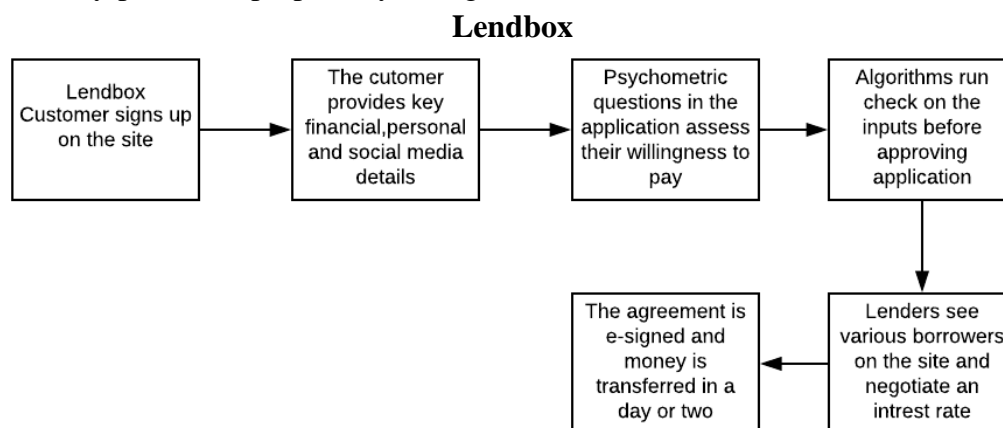 Lendbox
Lendbox
Customer signs up
on the site
The cutomer
provides key
financial,personal
and social media
details
Psychometric
questions in the
application assess
their willingness to
pay
Algorithms run
check on the
inputs before
approving
application
Lenders see
various borrowers
on the site and
negotiate an
intrest rate
The agreement is
e-signed and
money is
transferred in a
day or two